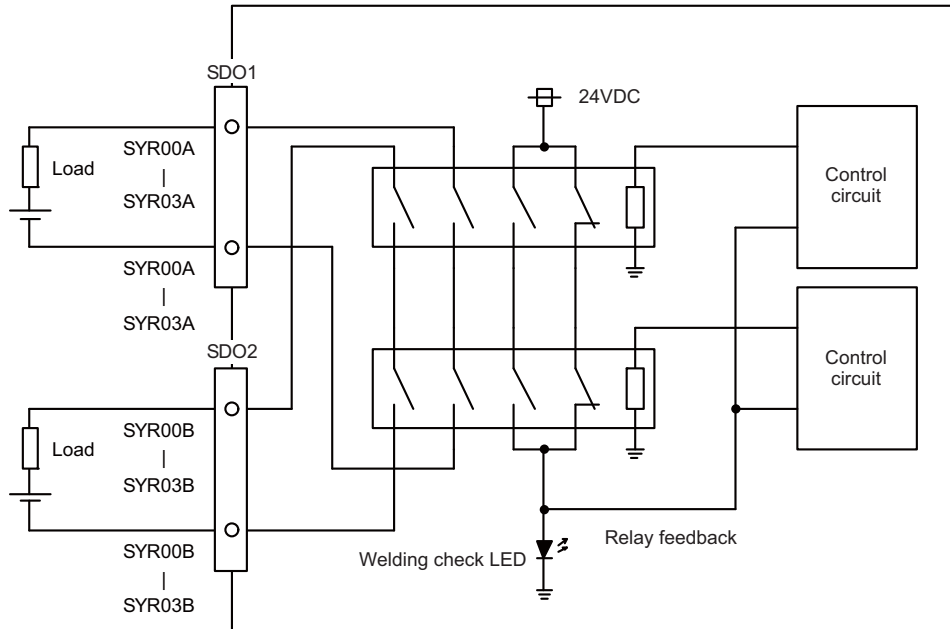 SDO1
24VDC
SYR00A
|
SYR03A
Load
Control
circuit
SYR00A
|
SYR03A
SDO2
Control
circuit
SYR00B
|
SYR03B
Load
Relay feedback
Welding check LED
SYR00B
|
SYR03B